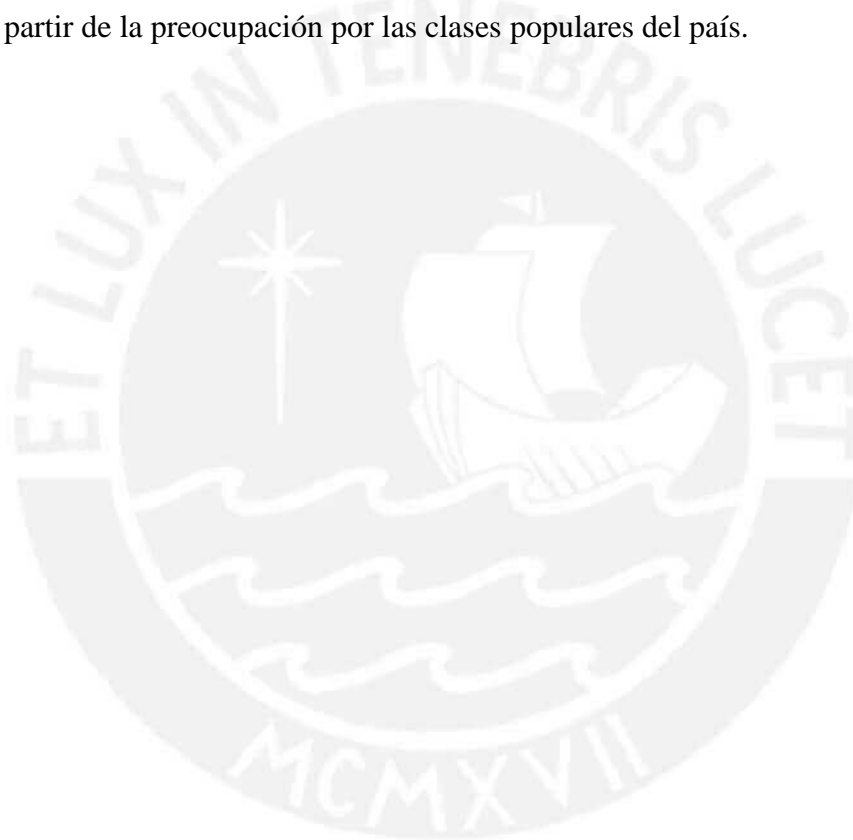 partir de la preocupación por las clases populares del país.
ET LUX IN TENEBRIS LUCET
MCMXVII